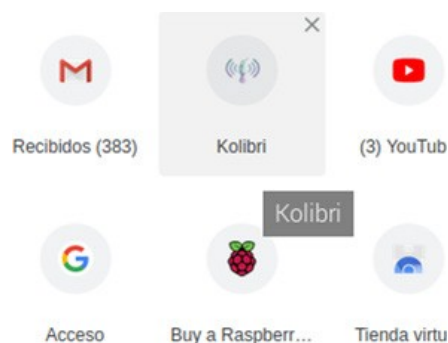 Recibidos (383)
Kolibri
(3) YouTub
Kolibri
Acceso
Buy a Raspberr...
Tienda virtu